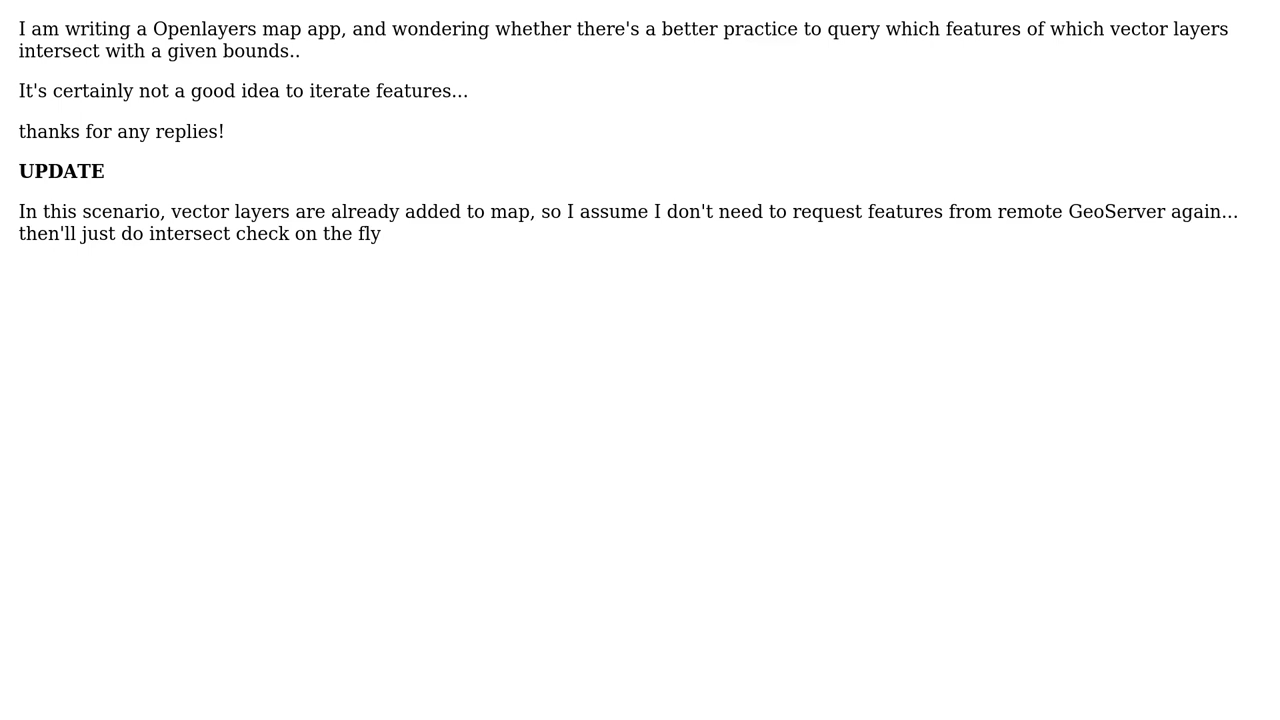 I am writing a Openlayers map app, and wondering whether there's a better practice to query which features of which vector layers
intersect with a given bounds..
It's certainly not a good idea to iterate features...
thanks for any replies!
UPDATE
In this scenario, vector layers are already added to map, so I assume I don't need to request features from remote GeoServer again...
then'll just do intersect check on the fly